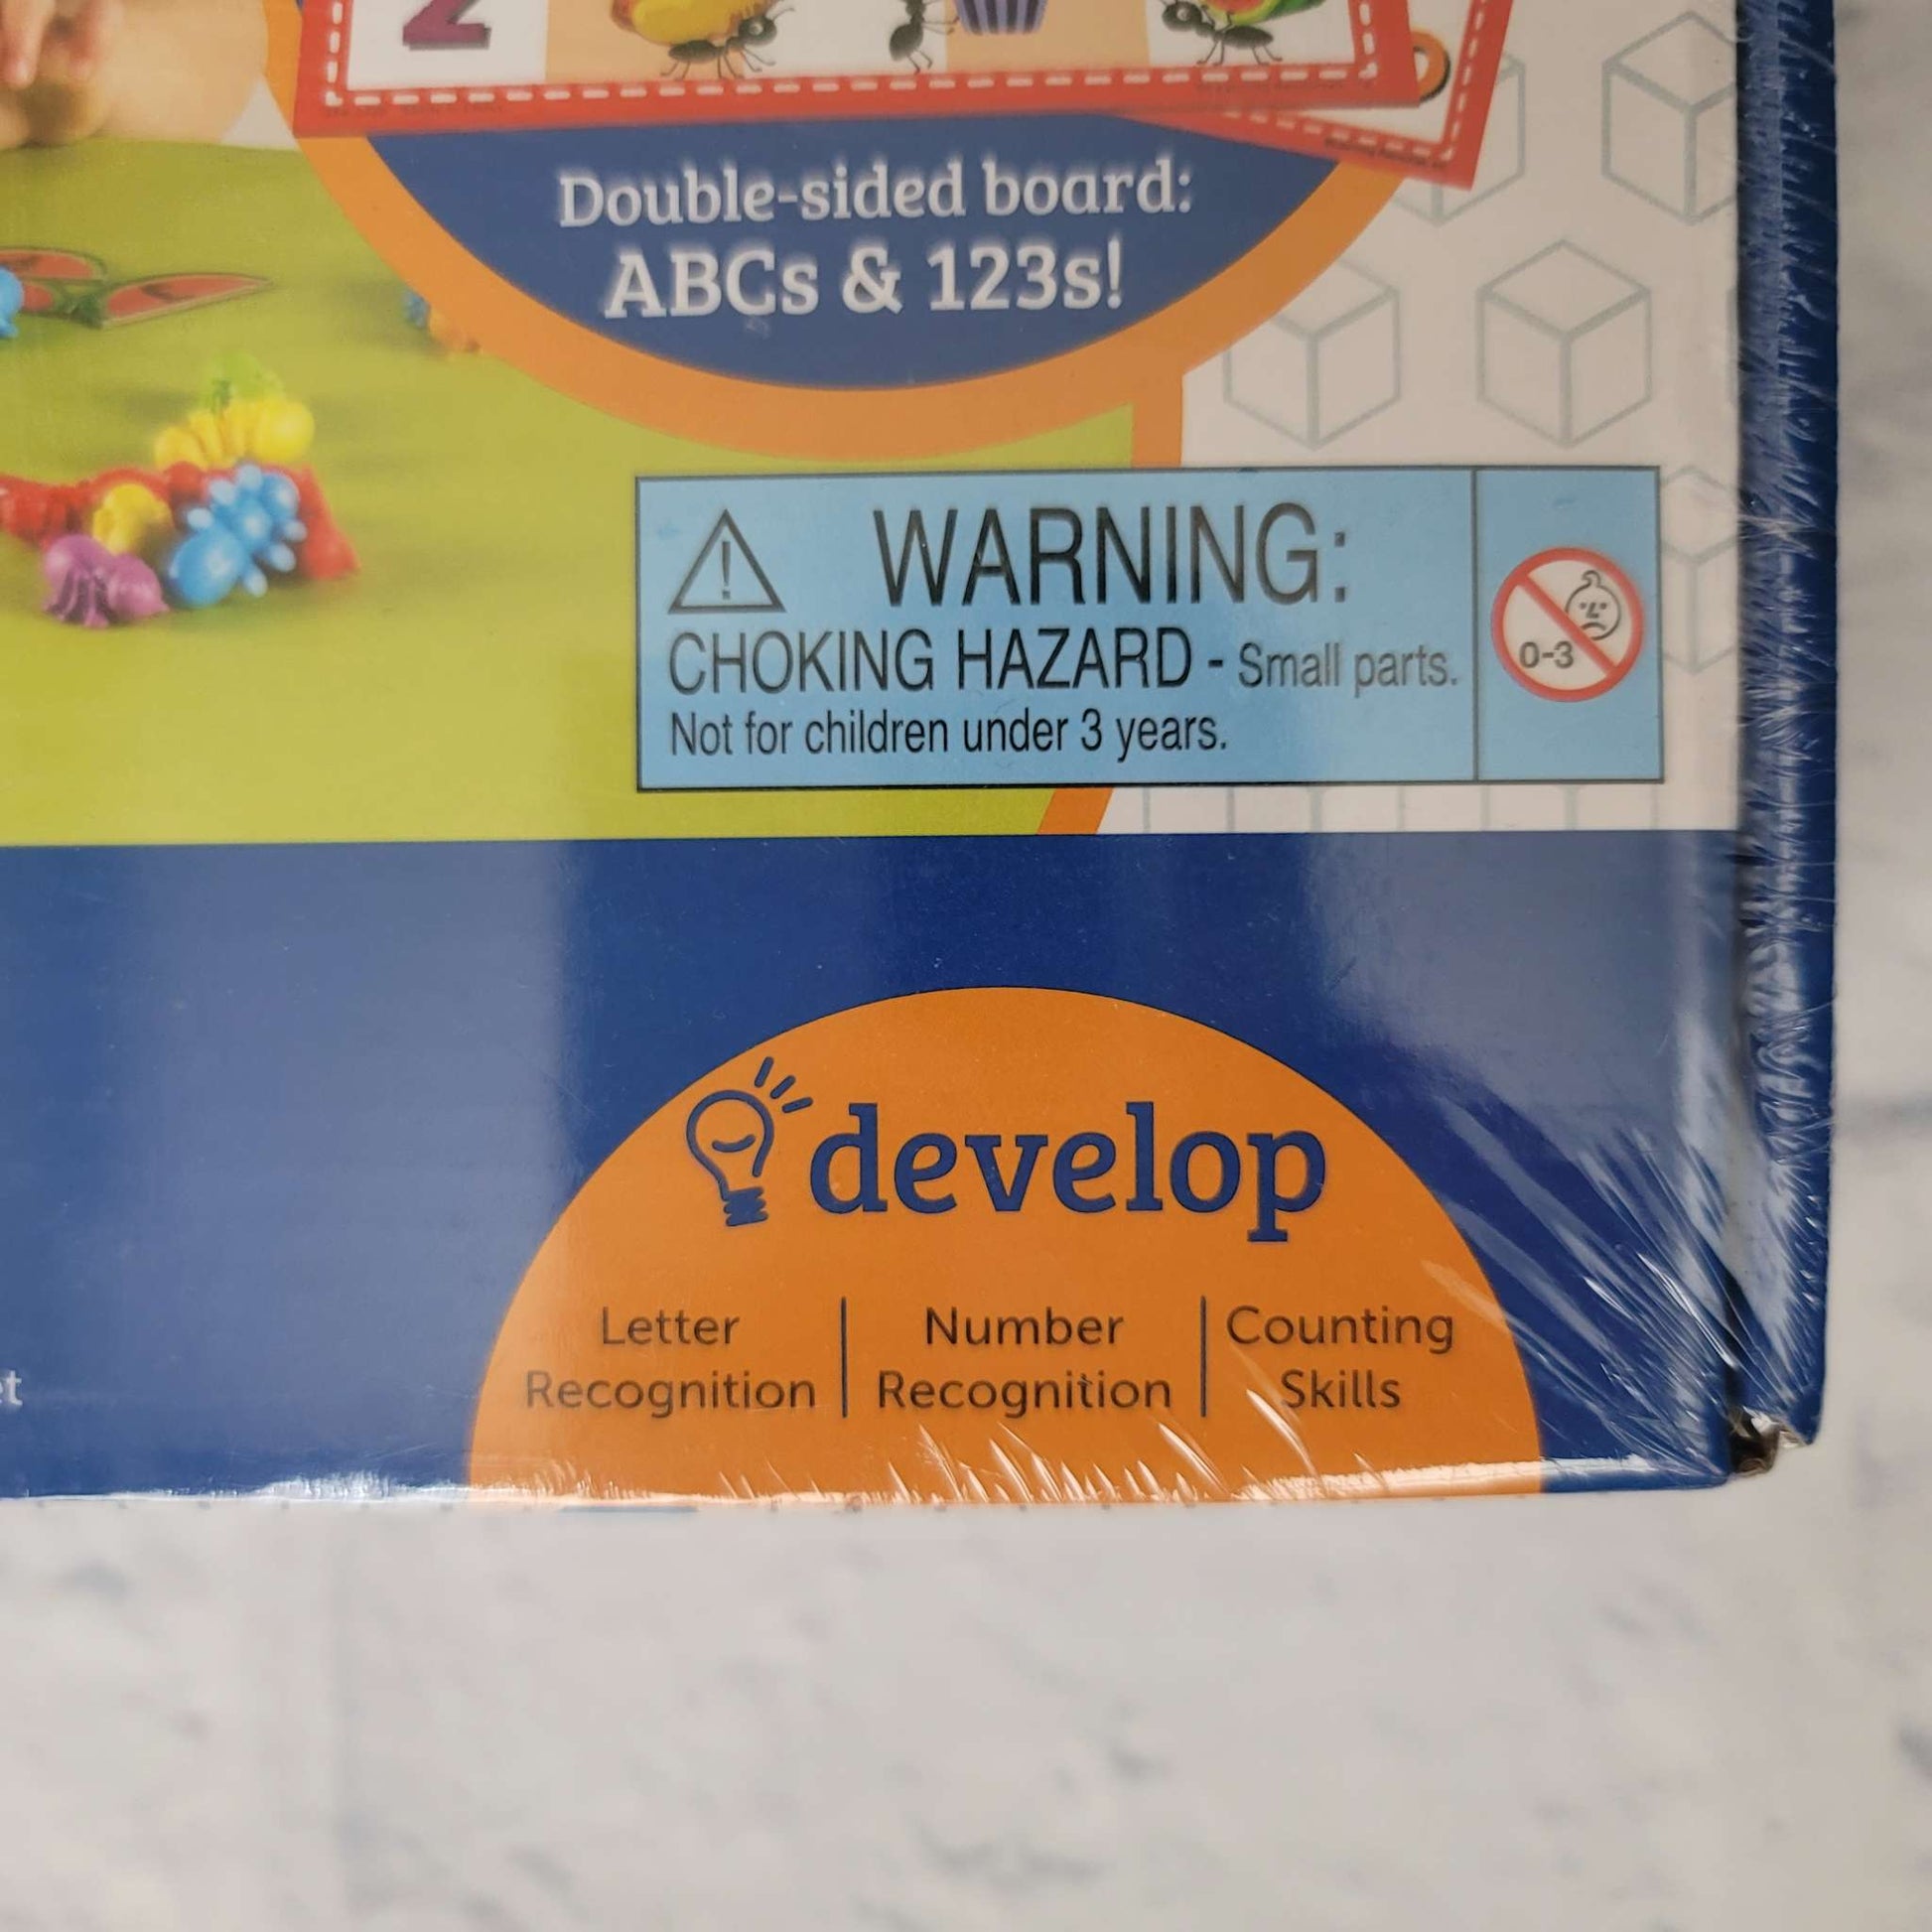 2
Double-sided board:
ABCs & 123s!
WARNING:
CHOKING HAZARD - Small parts.
Not for children under 3 years.
0-3
develop
Letter Recognition
Number Recognition
Counting Skills